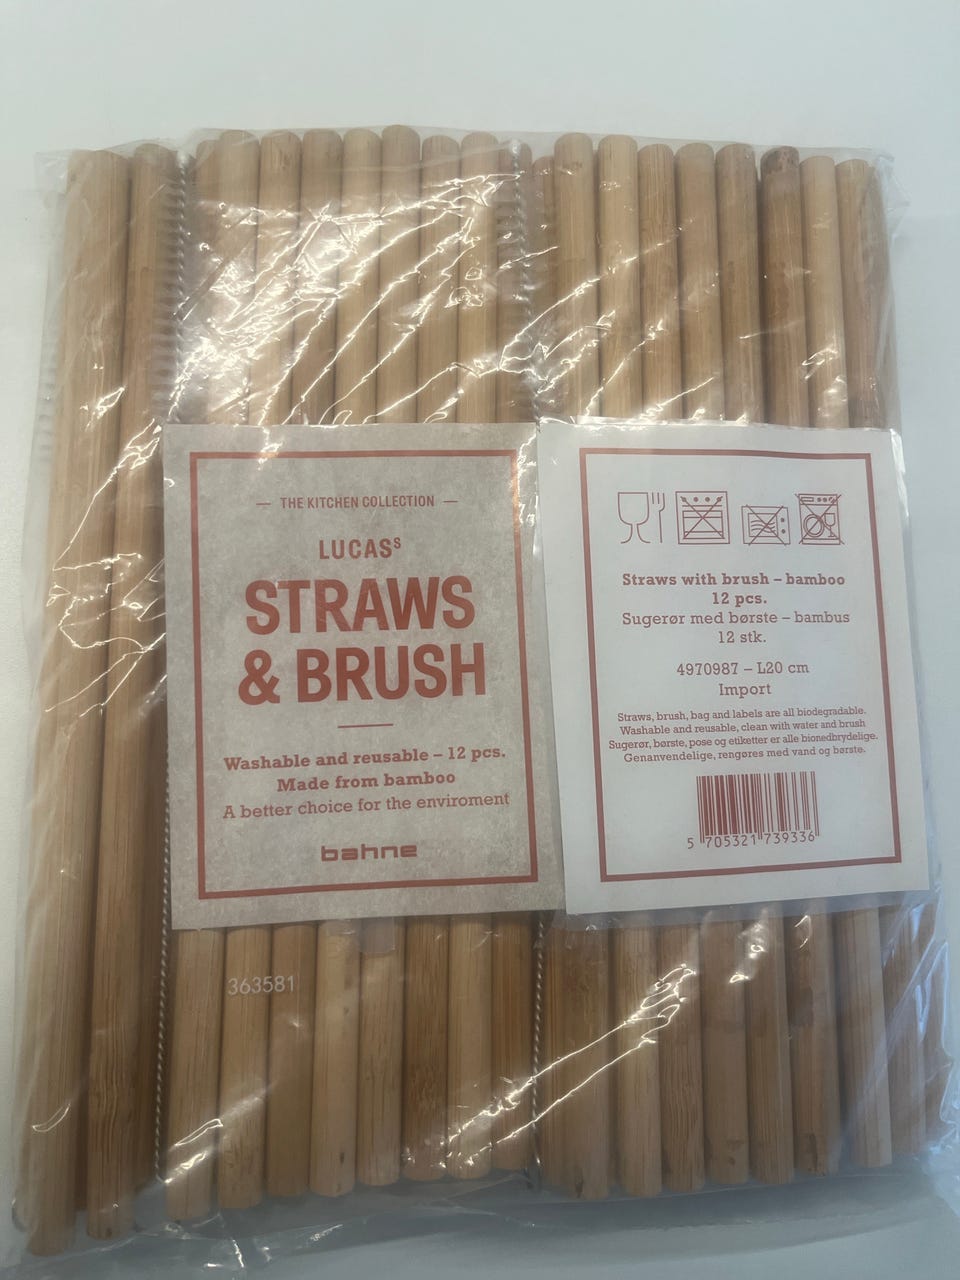 — THE KITCHEN COLLECTION —
LUCASS
STRAWS
& BRUSH
Washable and reusable – 12 pcs.
Made from bamboo
A better choice for the enviroment
bahne
Straws with brush – bamboo
12 pcs.
Sugerør med børste – bambus
12 stk.
4970987 – L20 cm
Import
Straws, brush, bag and labels are all biodegradable.
Washable and reusable, clean with water and brush
Sugerør, børste, pose og etiketter er alle bionedbrydelige.
Genanvendelige, rengøres med vand og børste.
5 705321 739336
363581